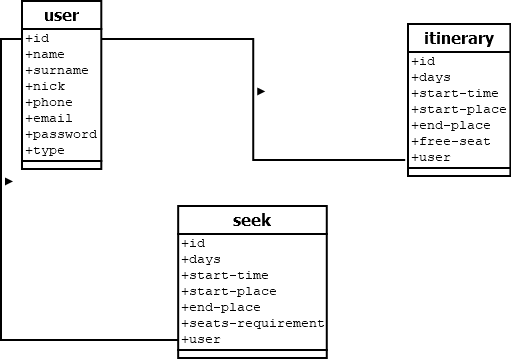 user
+id
+name
+surname
+nick
+phone
+email
+password
+type
itinerary
+id
+days
+start-time
+start-place
+end-place
+free-seat
+user
seek
+id
+days
+start-time
+start-place
+end-place
+seats-requirement
+user